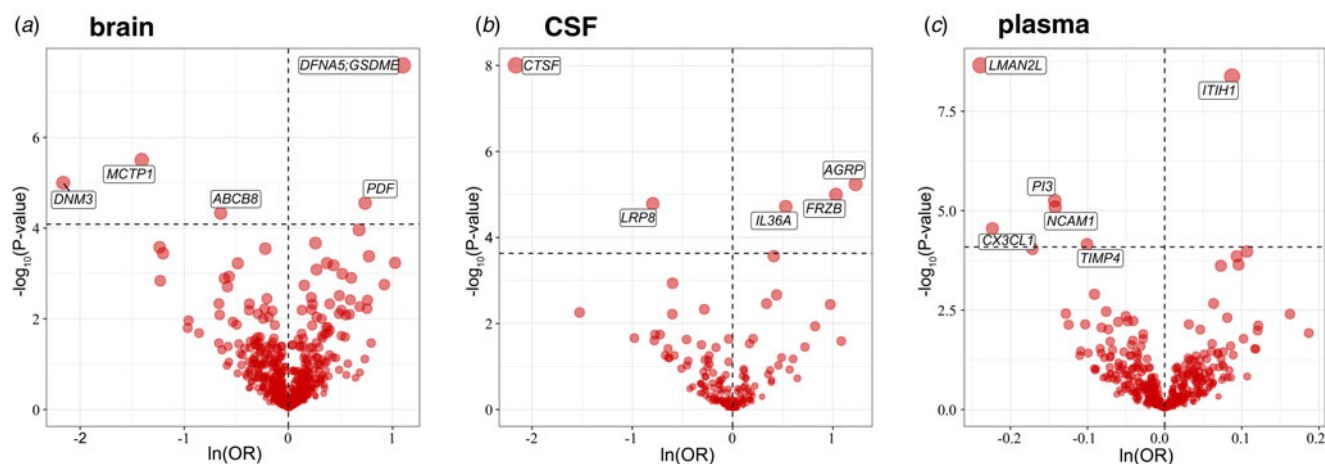 (a) brain
DFNA5;GSDME
MCTP1
DNM3
ABCB8
PDF
6
4
2
0
-log10(P-value)
-2 -1 0 1
ln(OR)
(b) CSF
CTSF
AGRP
LRP8
IL36A
FRZB
8
6
4
2
0
-log10(P-value)
-2 -1 0 1
ln(OR)
(c) plasma
LMAN2L
ITIH1
PI3
NCAM1
CX3CL1
TIMP4
7.5
5.0
2.5
0.0
-log10(P-value)
-0.2 -0.1 0.0 0.1 0.2
ln(OR)